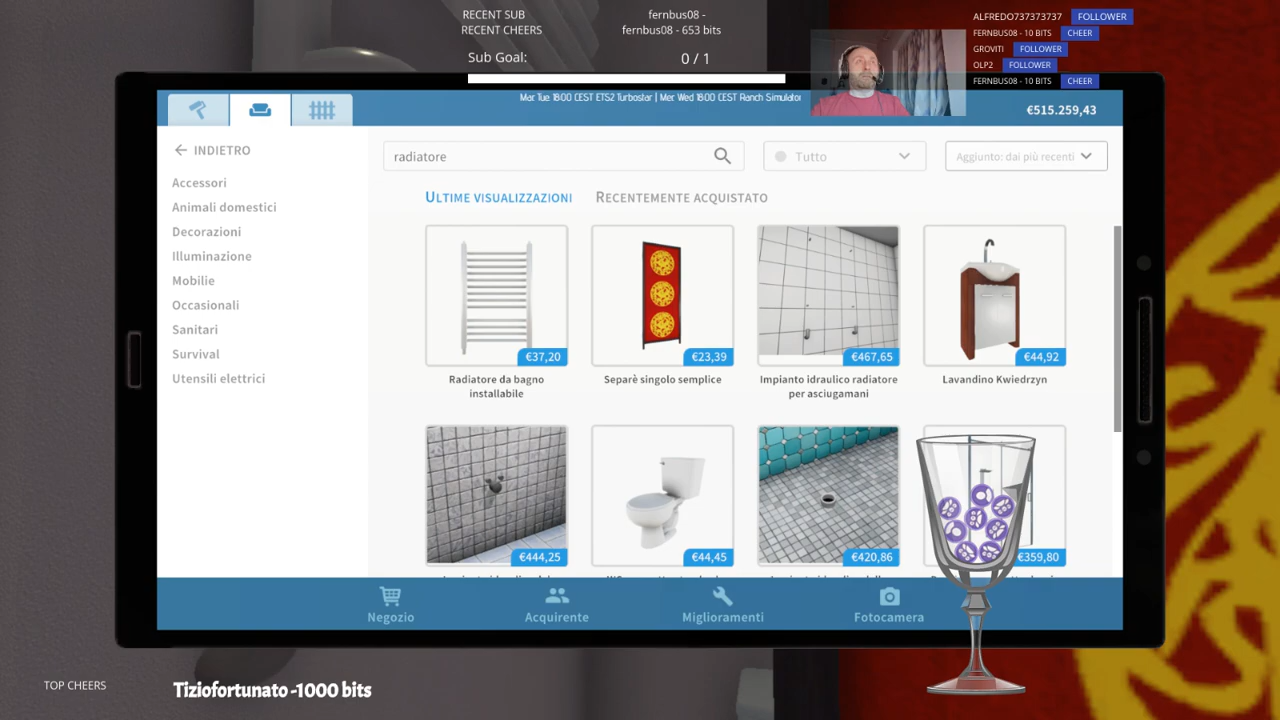 RECENT SUB
fernbus08 -
RECENT CHEERS
fernbus08 - 653 bits
Sub Goal:
0 / 1
ALFREDO737373737 FOLLOWER
FERNBUS08 - 10 BITS CHEER
GROVITI FOLLOWER
OLP2 FOLLOWER
FERNBUS08 - 10 BITS CHEER
Mar Tue 18:00 CEST ETS2 Turbostar | Mer Wed 18:00 CEST Ranch Simulator
€515.259,43
INDIETRO
Accessori
Animali domestici
Decorazioni
Illuminazione
Mobilie
Occasionali
Sanitari
Survival
Utensili elettrici
radiatore
Tutto
Aggiunto: dai più recenti
ULTIME VISUALIZZAZIONI
RECENTEMENTE ACQUISTATO
€37,20
Radiatore da bagno
installabile
€23,39
Separè singolo semplice
€467,65
Impianto idraulico radiatore
per asciugamani
€44,92
Lavandino Kwiedrzyn
€444,25
€44,45
€420,86
€359,80
Negozio
Acquirente
Miglioramenti
Fotocamera
TOP CHEERS
Tiziofortunato -1000 bits